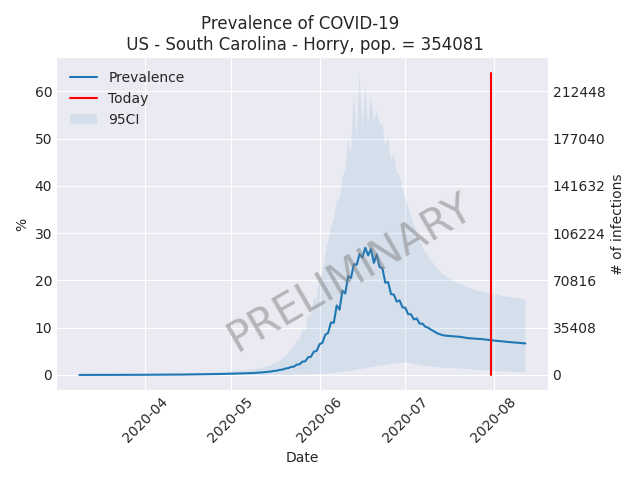 Prevalence of COVID-19
US - South Carolina - Horry, pop. = 354081
Prevalence
Today
95CI
60
50
40
30
20
10
0
%
212448
177040
141632
106224
70816
35408
0
# of infections
PRELIMINARY
2020-04
2020-05
2020-06
2020-07
2020-08
Date